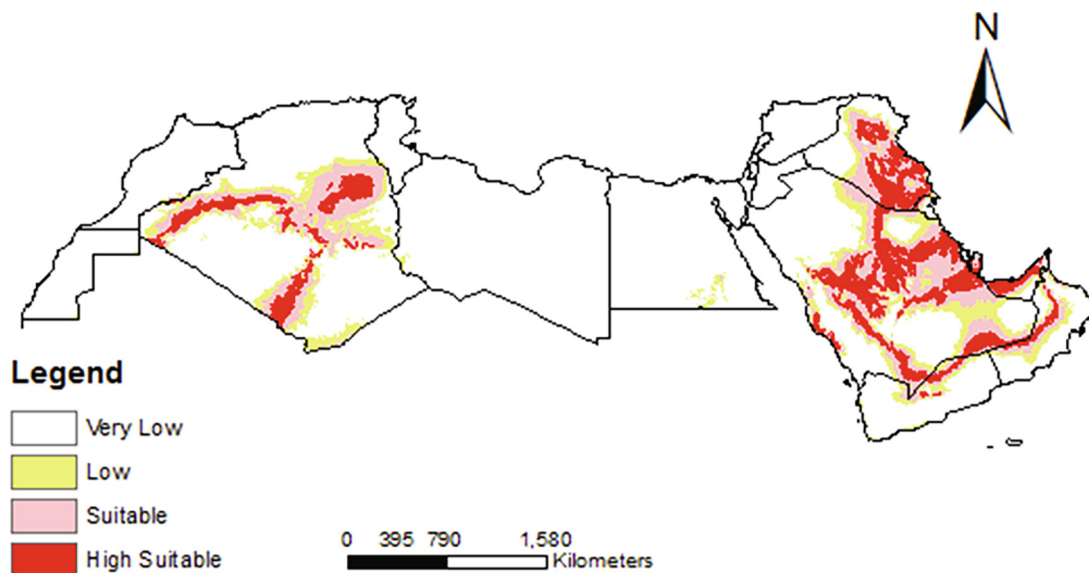 N
Legend
Very Low
Low
Suitable
High Suitable
0 395 790 1,580
Kilometers